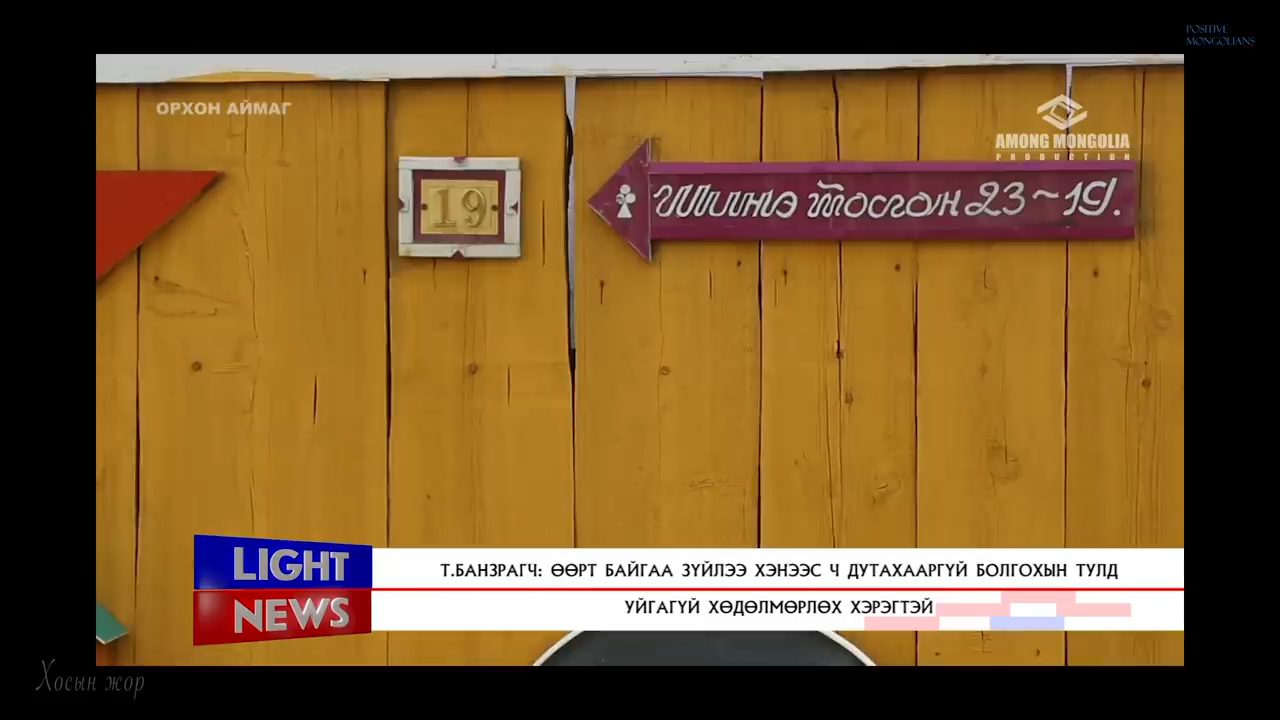 POSITIVE
MONGOLIANS
ОРХОН АЙМАГ
AMONG MONGOLIA
PRODUCTION
19
Шинэ тосгон 23~19.
LIGHT
NEWS
Т.БАНЗРАГЧ: ӨӨРТ БАЙГАА ЗҮЙЛЭЭ ХЭНЭЭС Ч ДУТАХААРГҮЙ БОЛГОХЫН ТУЛД
УЙГАГҮЙ ХӨДӨЛМӨРЛӨХ ХЭРЭГТЭЙ
Хосын жор